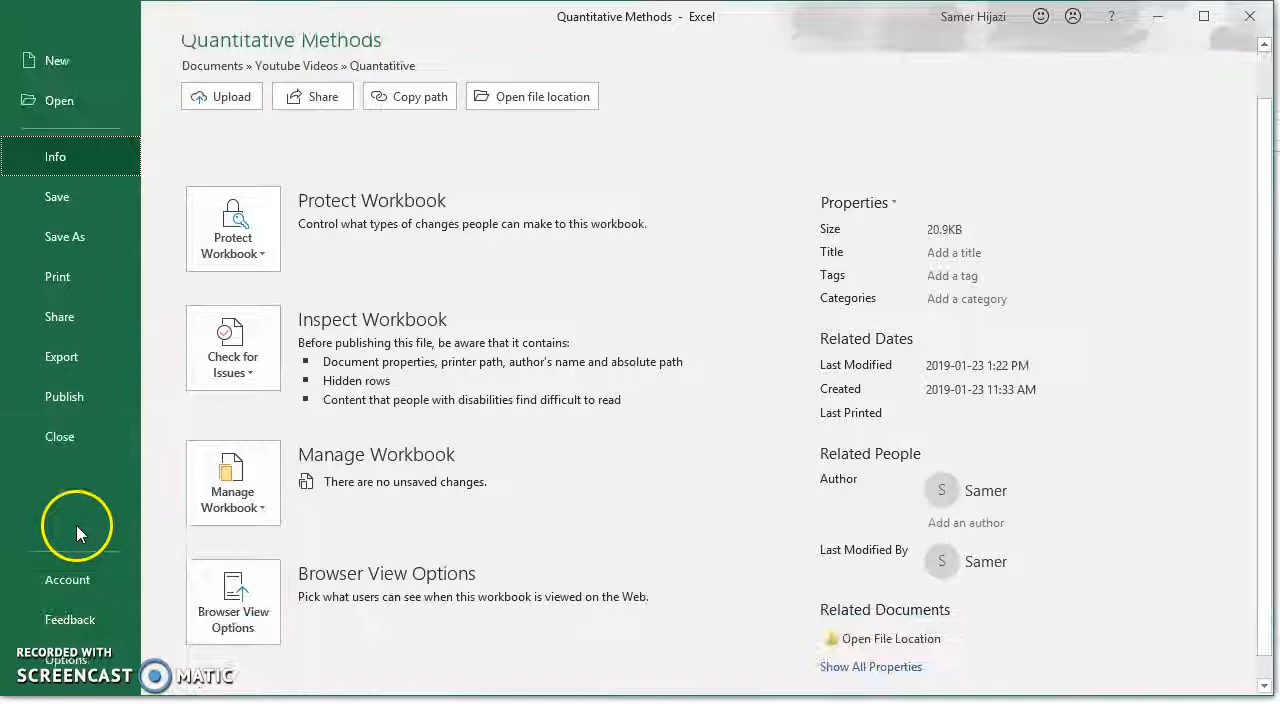 Quantitative Methods - Excel
Samer Hijazi
?
New
Open
Info
Save
Save As
Print
Share
Export
Publish
Close
Account
Feedback
Options
Quantitative Methods
Documents » Youtube Videos » Quantatitive
Upload
Share
Copy path
Open file location
Protect Workbook
Protect Workbook
Control what types of changes people can make to this workbook.
Check for Issues
Inspect Workbook
Before publishing this file, be aware that it contains:
Document properties, printer path, author's name and absolute path
Hidden rows
Content that people with disabilities find difficult to read
Manage Workbook
Manage Workbook
There are no unsaved changes.
Browser View Options
Browser View Options
Pick what users can see when this workbook is viewed on the Web.
Properties
Size 20.9KB
Title Add a title
Tags Add a tag
Categories Add a category
Related Dates
Last Modified 2019-01-23 1:22 PM
Created 2019-01-23 11:33 AM
Last Printed
Related People
Author S Samer
Add an author
Last Modified By S Samer
Related Documents
Open File Location
Show All Properties
RECORDED WITH
SCREENCAST MATIC